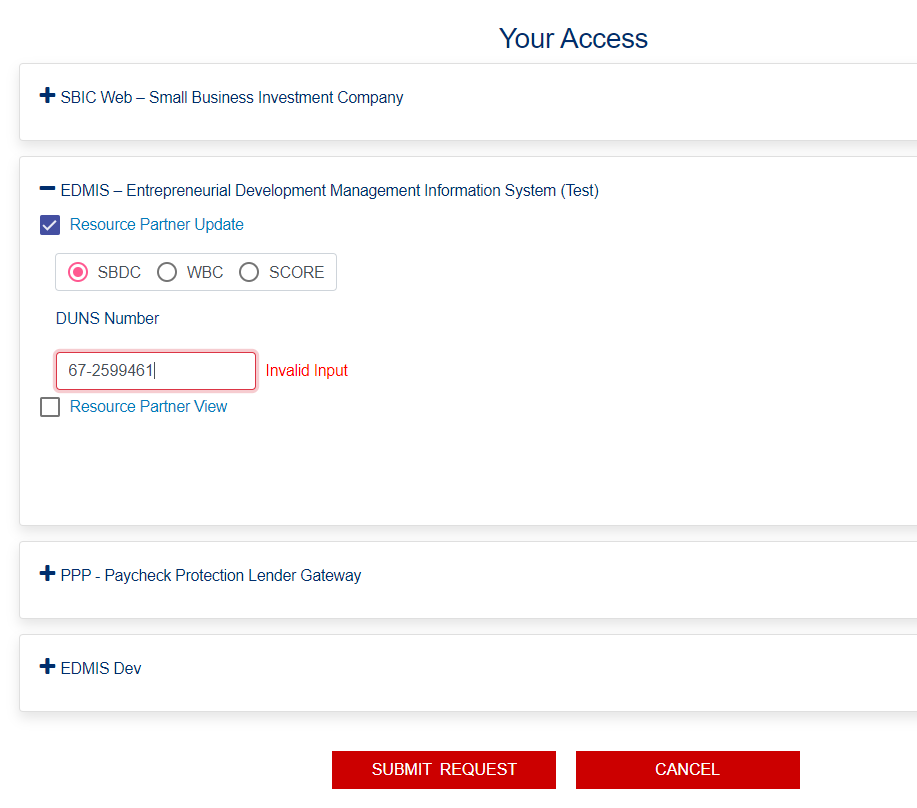 Your Access
SBIC Web – Small Business Investment Company
EDMIS – Entrepreneurial Development Management Information System (Test)
Resource Partner Update
SBDC WBC SCORE
DUNS Number
67-2599461 Invalid Input
Resource Partner View
PPP - Paycheck Protection Lender Gateway
EDMIS Dev
SUBMIT REQUEST CANCEL